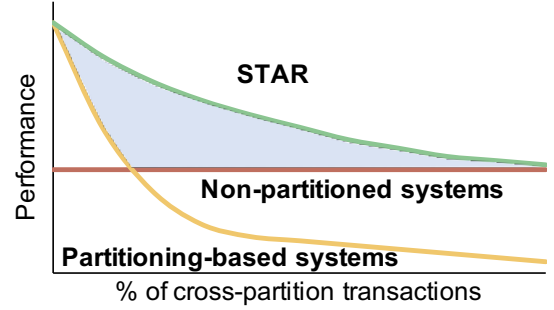 Performance
STAR
Non-partitioned systems
Partitioning-based systems
% of cross-partition transactions